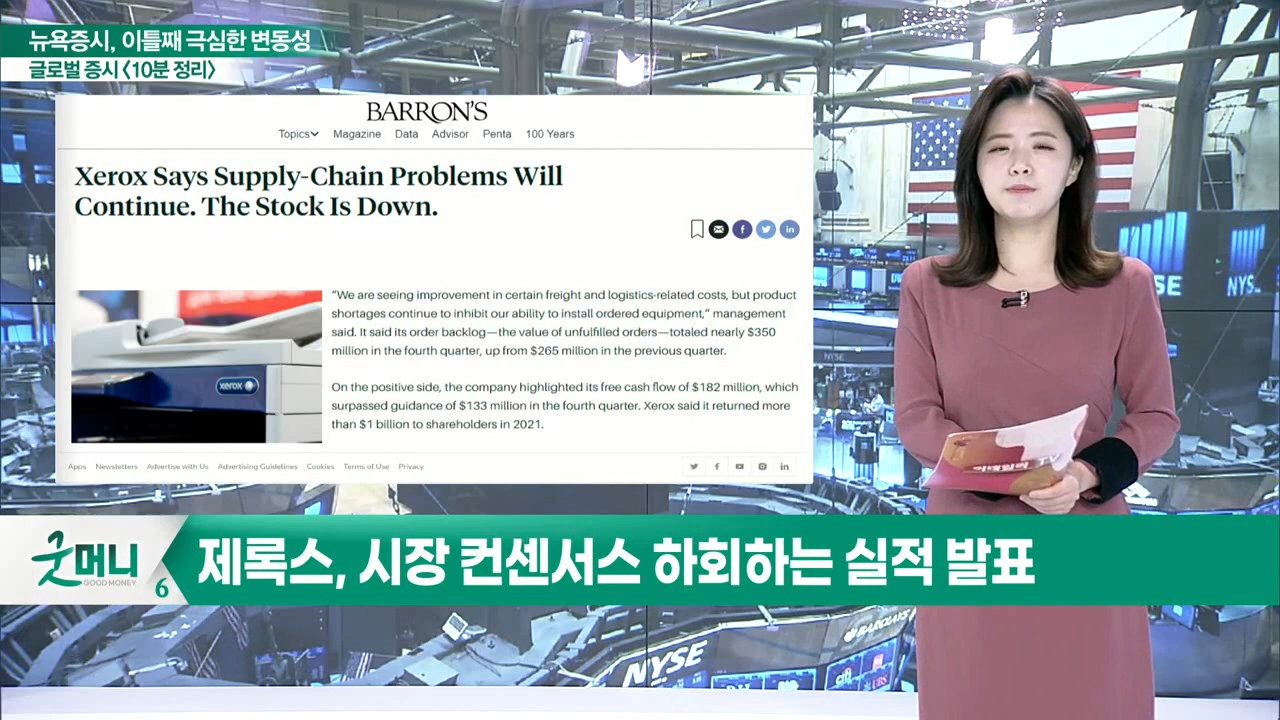 뉴욕증시, 이틀째 극심한 변동성
글로벌 증시 <10분 정리>
BARRON'S
Topics Magazine Data Advisor Penta 100 Years
Xerox Says Supply-Chain Problems Will
Continue. The Stock Is Down.
"We are seeing improvement in certain freight and logistics-related costs, but product
shortages continue to inhibit our ability to install ordered equipment," management
said. It said its order backlog—the value of unfulfilled orders—totaled nearly $350
million in the fourth quarter, up from $265 million in the previous quarter.
On the positive side, the company highlighted its free cash flow of $182 million, which
surpassed guidance of $133 million in the fourth quarter. Xerox said it returned more
than $1 billion to shareholders in 2021.
xerox
Apps Newsletters Advertise with Us Advertising Guidelines Cookies Terms of Use Privacy
NYSE
NYS
굿머니
GOOD MONEY
6
제록스, 시장 컨센서스 하회하는 실적 발표
NYSE
BARCLAYS
citi
UBS